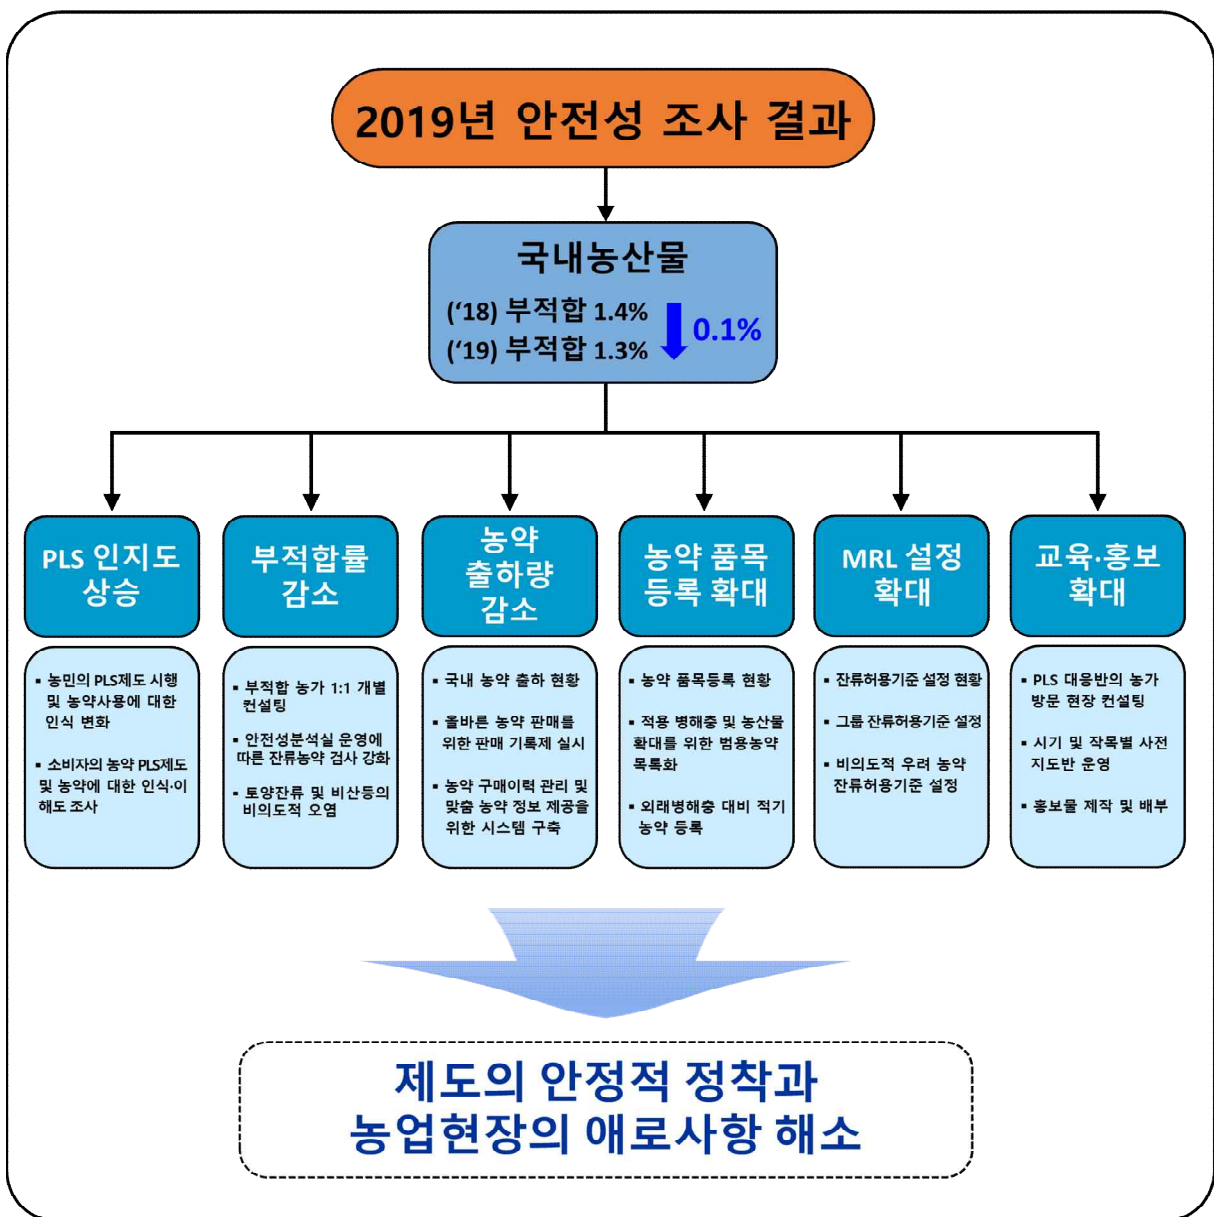 2019년 안전성 조사 결과
국내농산물
(‘18) 부적합 1.4%
(‘19) 부적합 1.3%
0.1%
PLS 인지도
상승
▪ 농민의 PLS제도 시행
및 농약사용에 대한
인식 변화
▪ 소비자의 농약 PLS제도
및 농약에 대한 인식·이
해도 조사
부적합률
감소
▪ 부적합 농가 1:1 개별
컨설팅
▪ 안전성분석실 운영에
따른 잔류농약 검사 강화
▪ 토양잔류 및 비산등의
비의도적 오염
농약
출하량
감소
▪ 국내 농약 출하 현황
▪ 올바른 농약 판매를
위한 판매 기록제 실시
▪ 농약 구매이력 관리 및
맞춤 농약 정보 제공을
위한 시스템 구축
농약 품목
등록 확대
▪ 농약 품목등록 현황
▪ 적용 병해충 및 농산물
확대를 위한 범용농약
목록화
▪ 외래병해충 대비 적기
농약 등록
MRL 설정
확대
▪ 잔류허용기준 설정 현황
▪ 그룹 잔류허용기준 설정
▪ 비의도적 우려 농약
잔류허용기준 설정
교육·홍보
확대
▪ PLS 대응반의 농가
방문 현장 컨설팅
▪ 시기 및 작목별 사전
지도반 운영
▪ 홍보물 제작 및 배부
제도의 안정적 정착과
농업현장의 애로사항 해소